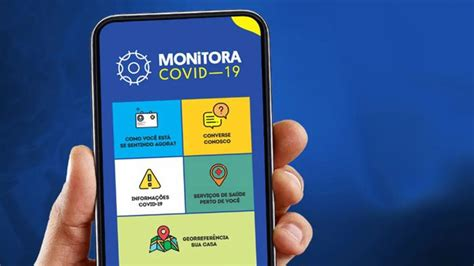 MONiTORA
COVID—19
COMO VOCÊ ESTÁ
SE SENTINDO AGORA?
CONVERSE
CONOSCO
INFORMAÇÕES
COVID-19
SERVIÇOS DE SAÚDE
PERTO DE VOCÊ
GEORREFERÊNCIA
SUA CASA